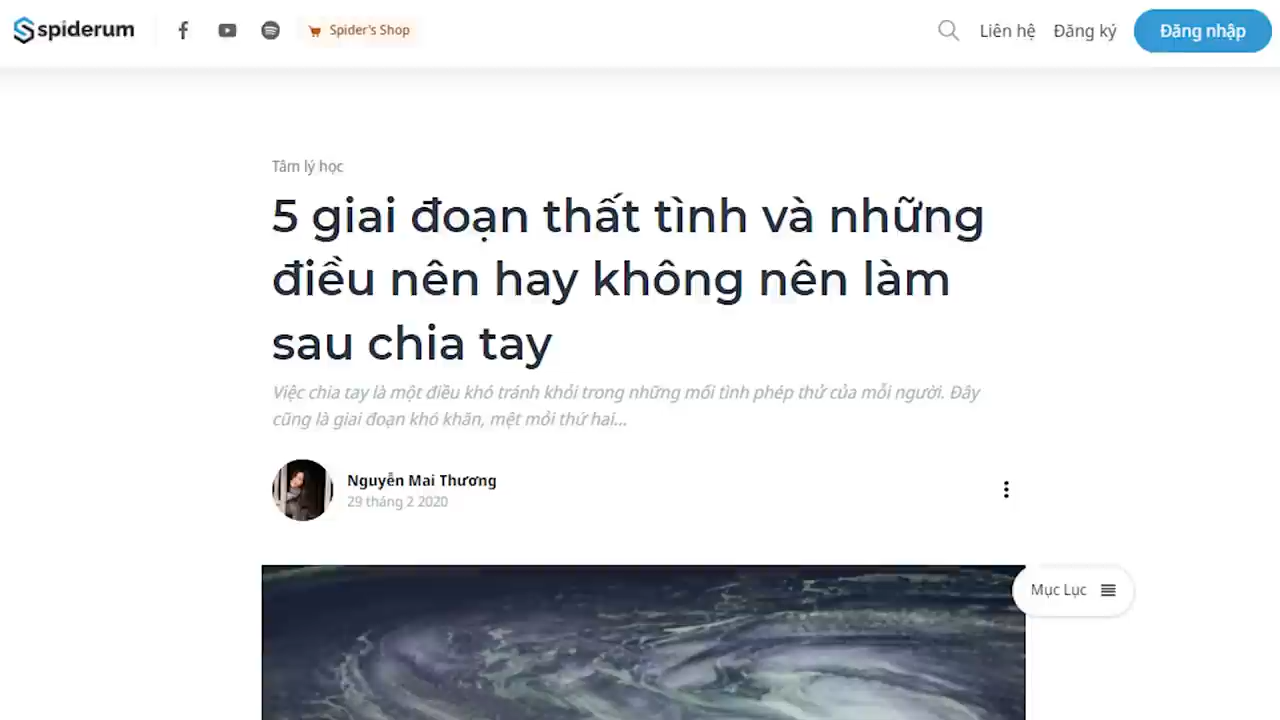 spiderum
Spider's Shop
Liên hệ
Đăng ký
Đăng nhập
Tâm lý học
5 giai đoạn thất tình và những
điều nên hay không nên làm
sau chia tay
Việc chia tay là một điều khó tránh khỏi trong những mối tình phép thử của mỗi người. Đây
cũng là giai đoạn khó khăn, mệt mỏi thứ hai...
Nguyễn Mai Thương
29 tháng 2 2020
Mục Lục